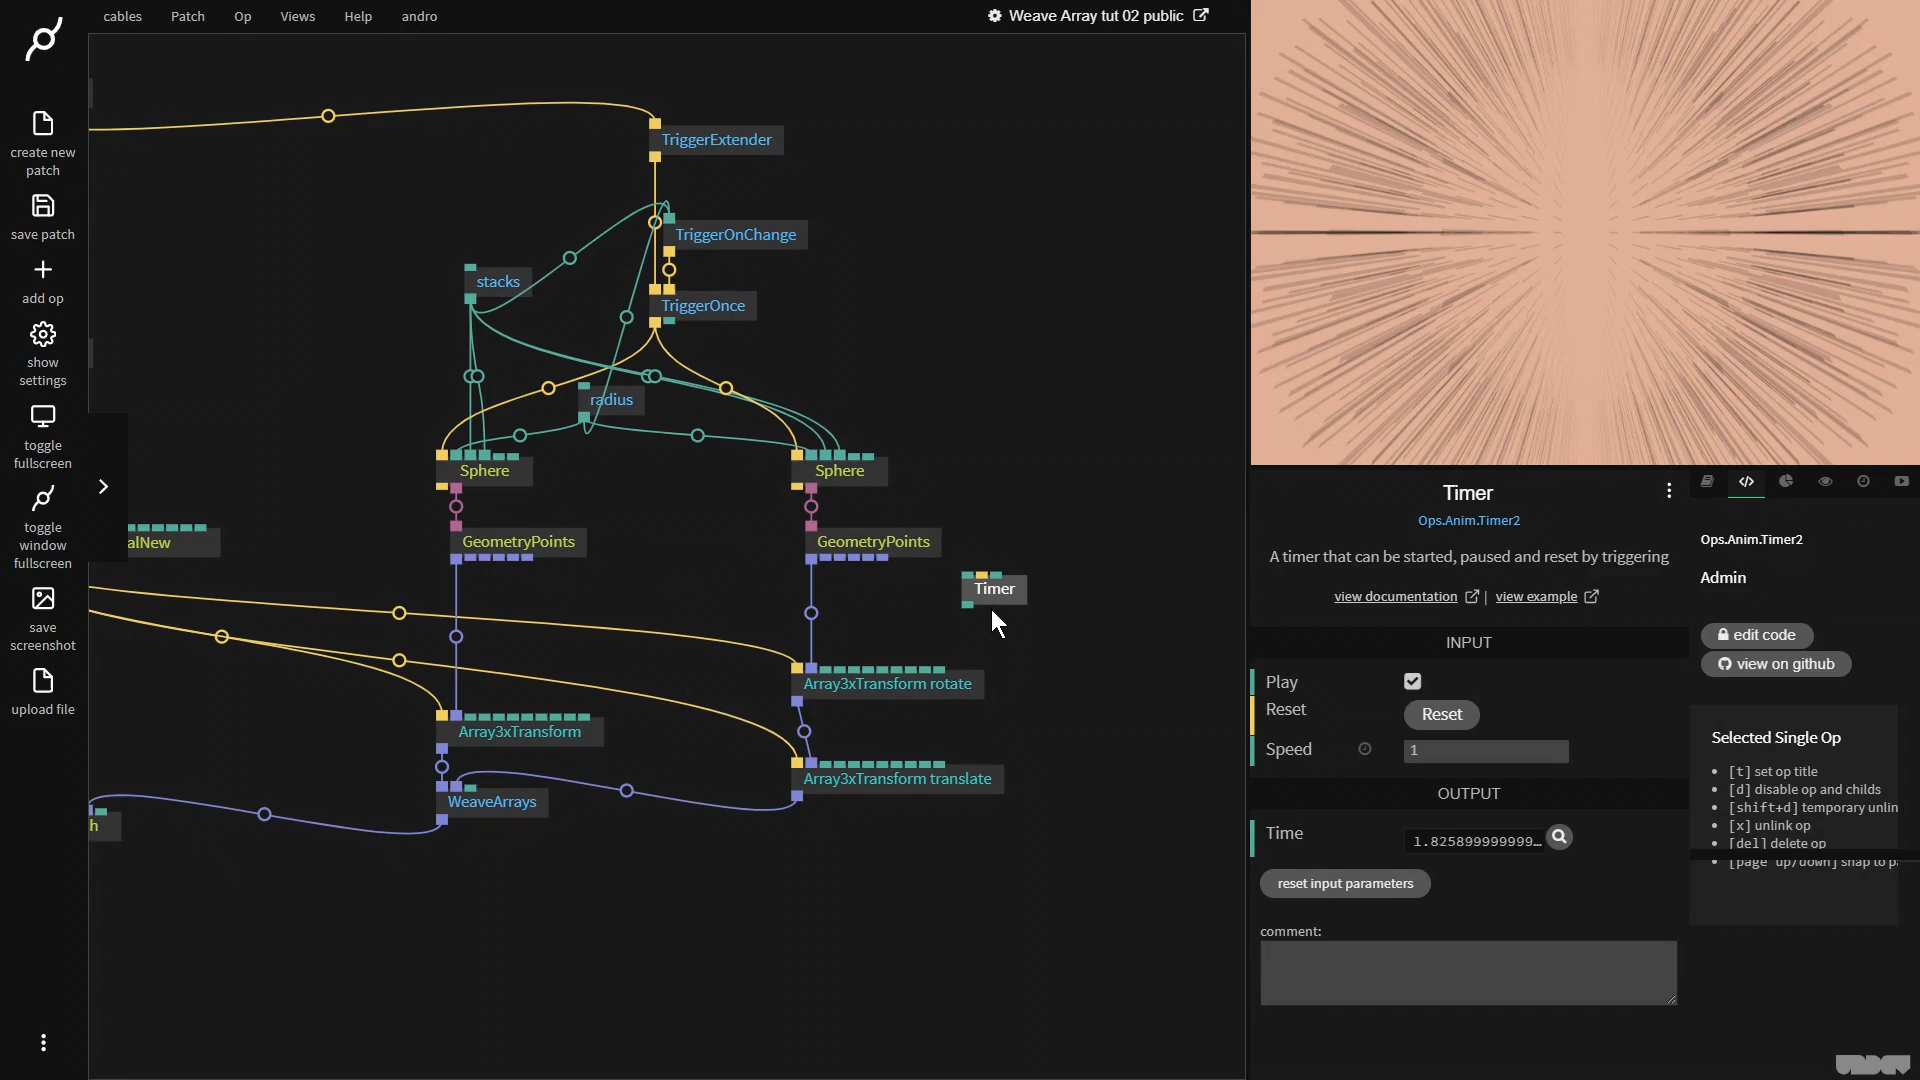 cables Patch Op Views Help andro
Weave Array tut 02 public
create new patch
save patch
add op
show settings
toggle fullscreen
toggle window fullscreen
save screenshot
upload file
TriggerExtender
TriggerOnChange
stacks
TriggerOnce
radius
Sphere
Sphere
alNew
GeometryPoints
GeometryPoints
Timer
Array3xTransform rotate
Array3xTransform
Array3xTransform translate
WeaveArrays
h
Timer
Ops.Anim.Timer2
A timer that can be started, paused and reset by triggering
view documentation | view example
INPUT
Play
Reset Reset
Speed 1
OUTPUT
Time 1.825899999999…
reset input parameters
comment:
Ops.Anim.Timer2
Admin
edit code
view on github
Selected Single Op
[t] set op title
[d] disable op and childs
[shift+d] temporary unlin
[x] unlink op
[del] delete op
[page up/down] snap to p